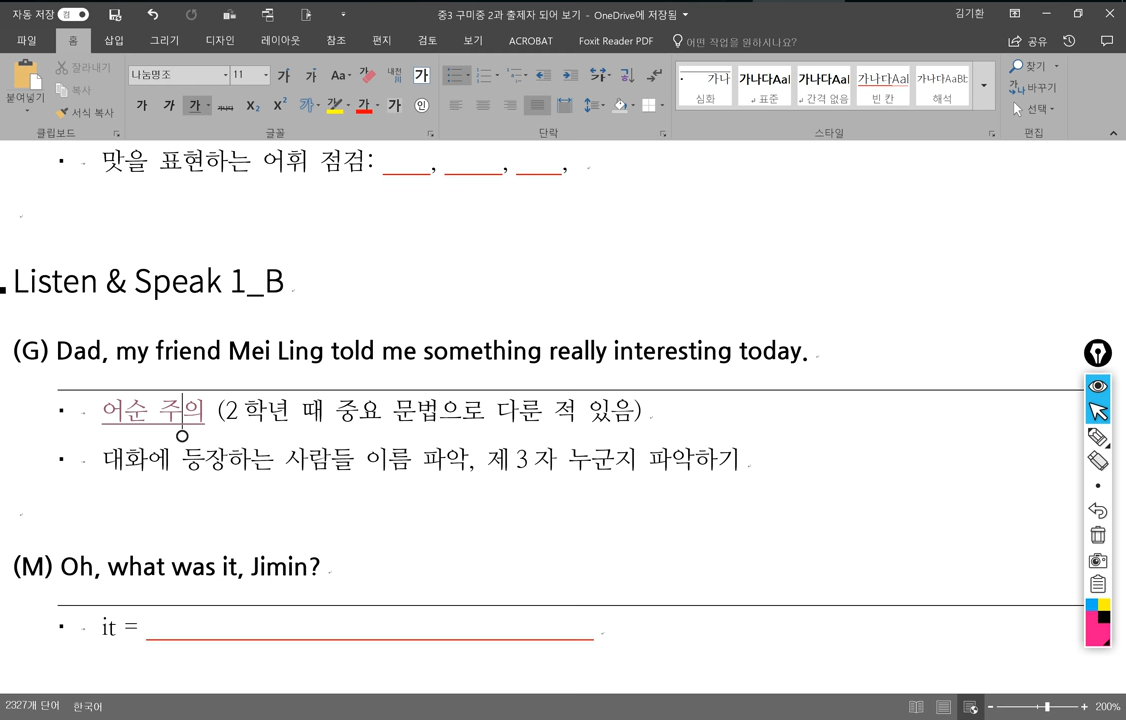 자동 저장 켬 중3 구미중 2과 출제자 되어 보기 - OneDrive에 저장됨 김기환
파일 홈 삽입 그리기 디자인 레이아웃 참조 편지 검토 보기 ACROBAT Foxit Reader PDF 어떤 작업을 원하시나요? 공유
붙여넣기 잘라내기 복사 서식 복사 클립보드
나눔명조 11 글꼴
단락
가나 심화 가나다AaI 표준 가나다AaI 간격 없음 가나다AaI 빈 칸 가나다AaBb 해석 스타일
찾기 바꾸기 선택 편집
맛을 표현하는 어휘 점검: ____, ____, ____,
Listen & Speak 1_B
(G) Dad, my friend Mei Ling told me something really interesting today.
어순 주의 (2학년 때 중요 문법으로 다룬 적 있음)
대화에 등장하는 사람들 이름 파악, 제3자 누군지 파악하기
(M) Oh, what was it, Jimin?
it =
2327개 단어 한국어 200%